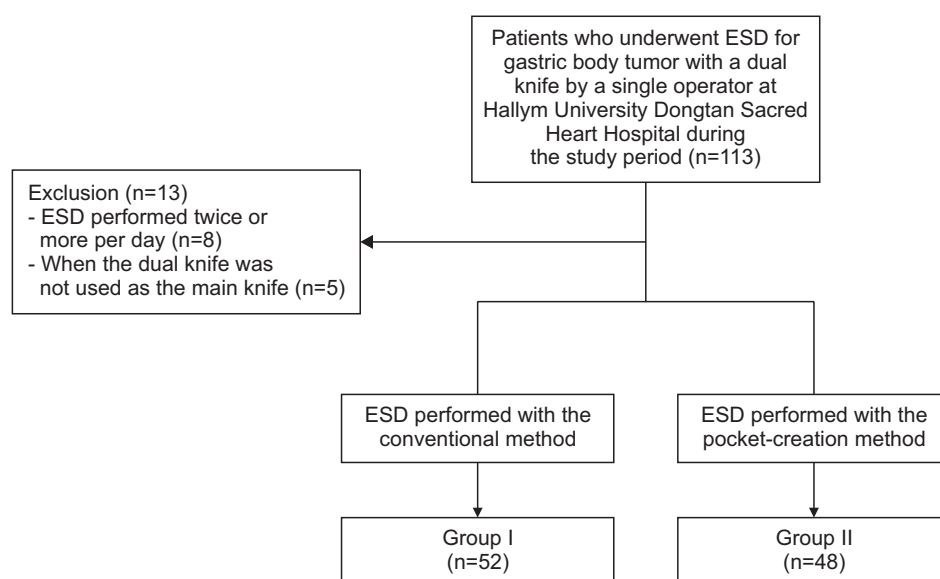 Patients who underwent ESD for
gastric body tumor with a dual
knife by a single operator at
Hallym University Dongtan Sacred
Heart Hospital during
the study period (n=113)
Exclusion (n=13)
- ESD performed twice or
more per day (n=8)
- When the dual knife was
not used as the main knife (n=5)
ESD performed with the
conventional method
ESD performed with the
pocket-creation method
Group I
(n=52)
Group II
(n=48)